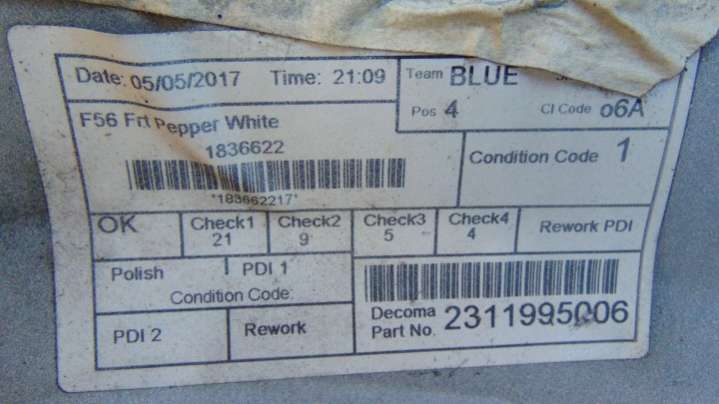 Date: 05/05/2017 Time: 21:09
Team BLUE
Pos 4 CI Code o6A
F56 Frt Pepper White
1836622
*183662217*
Condition Code 1
OK Check1 Check2 Check3 Check4 Rework PDI
21 9 5 4
Polish PDI 1
Condition Code:
PDI 2 Rework
Decoma
Part No. 2311995006